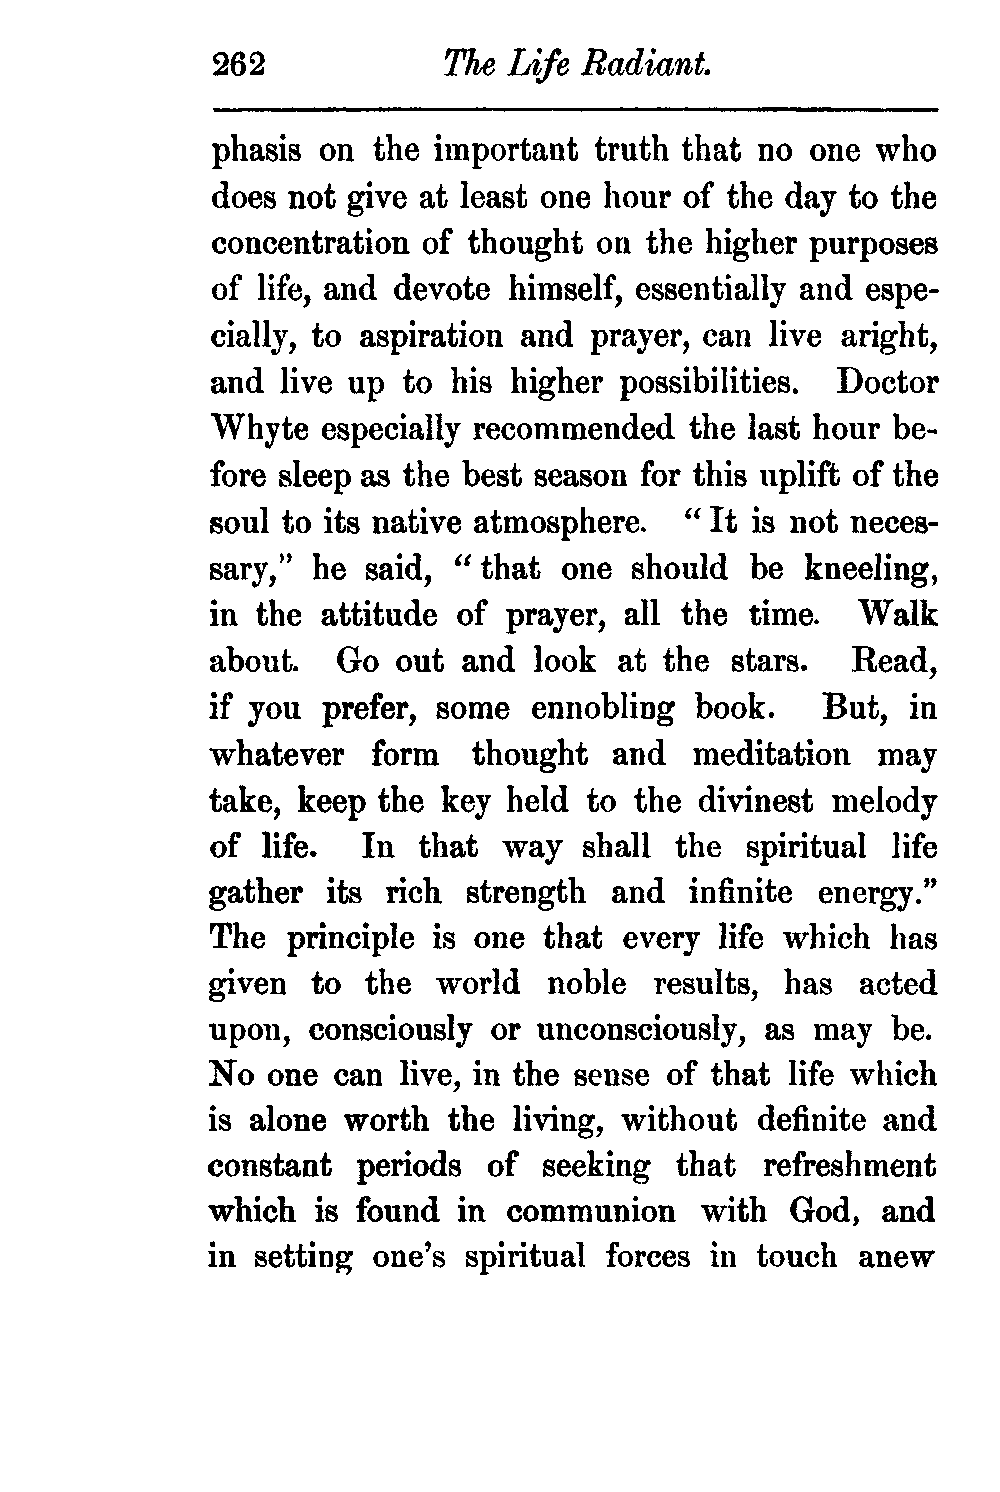 262 The Life Radiant.
phasis on the important truth that no one who
does not give at least one hour of the day to the
concentration of thought on the higher purposes
of life, and devote himself, essentially and espe-
cially, to aspiration and prayer, can live aright,
and live up to his higher possibilities. Doctor
Whyte especially recommended the last hour be-
fore sleep as the best season for this uplift of the
soul to its native atmosphere. “ It is not neces-
sary,” he said, “ that one should be kneeling,
in the attitude of prayer, all the time. Walk
about. Go out and look at the stars. Read,
if you prefer, some ennobling book. But, in
whatever form thought and meditation may
take, keep the key held to the divinest melody
of life. In that way shall the spiritual life
gather its rich strength and infinite energy.”
The principle is one that every life which has
given to the world noble results, has acted
upon, consciously or unconsciously, as may be.
No one can live, in the sense of that life which
is alone worth the living, without definite and
constant periods of seeking that refreshment
which is found in communion with God, and
in setting one's spiritual forces in touch anew